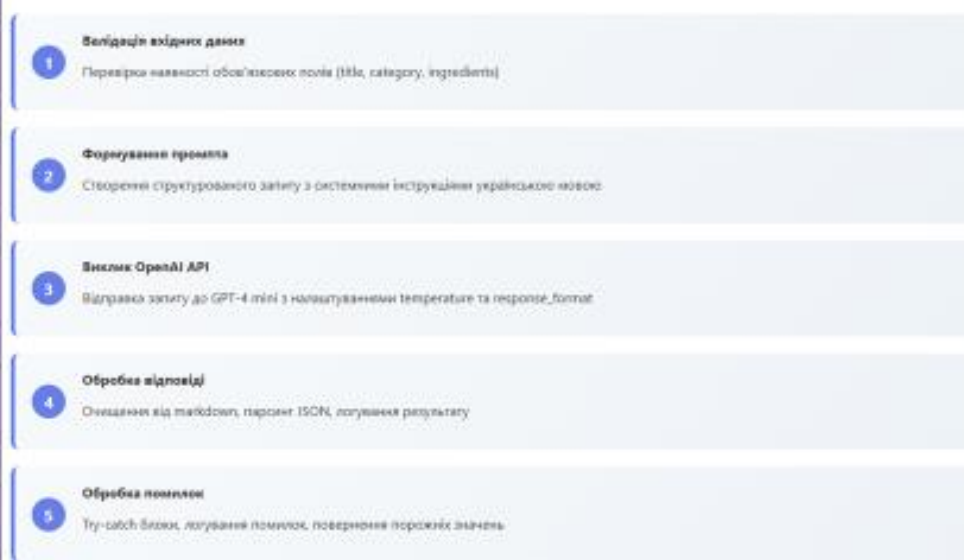 1
Валідація вхідних даних
Перевірка наявності обов'язкових полів (title, category, ingredients)
2
Формування промпта
Створення структурованого запиту з системними інструкціями українською мовою
3
Виклик OpenAI API
Відправка запиту до GPT-4 mini з налаштуваннями temperature та response_format
4
Обробка відповіді
Очищення від markdown, парсинг JSON, логування результату
5
Обробка помилок
Try-catch блоки, логування помилок, повернення порожніх значень